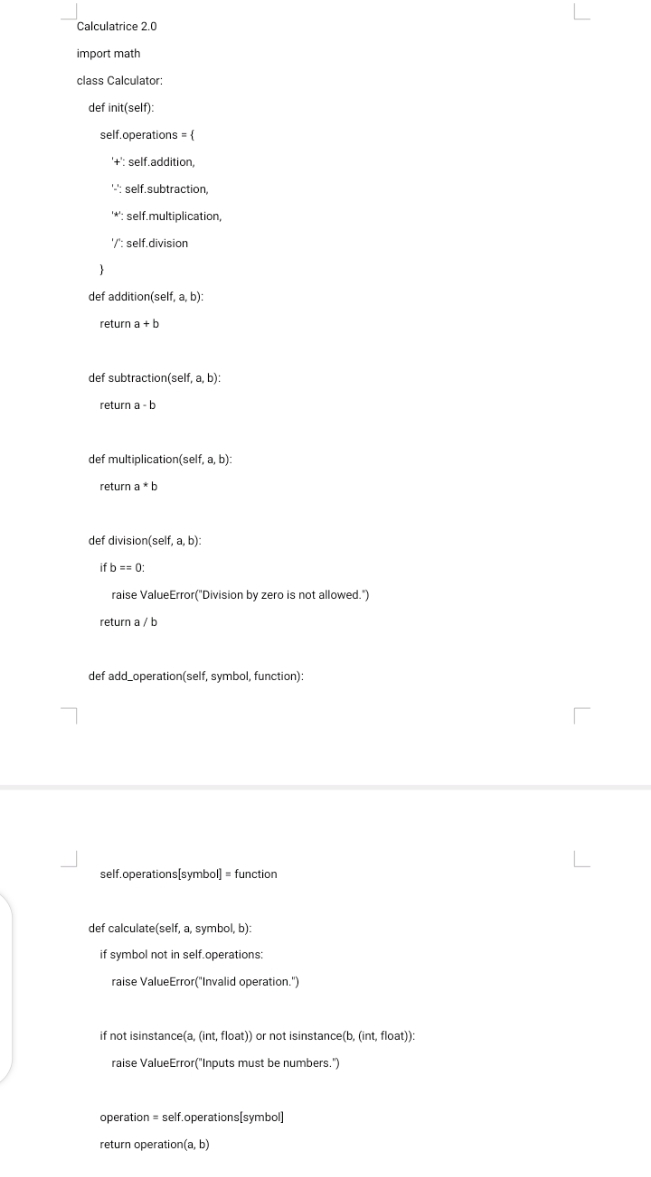 Calculatrice 2.0
import math
class Calculator:
def init(self):
self.operations = {
'+': self.addition,
'-': self.subtraction,
'*': self.multiplication,
'/': self.division
}
def addition(self, a, b):
return a + b
def subtraction(self, a, b):
return a - b
def multiplication(self, a, b):
return a * b
def division(self, a, b):
if b == 0:
raise ValueError("Division by zero is not allowed.")
return a / b
def add_operation(self, symbol, function):
self.operations[symbol] = function
def calculate(self, a, symbol, b):
if symbol not in self.operations:
raise ValueError("Invalid operation.")
if not isinstance(a, (int, float)) or not isinstance(b, (int, float)):
raise ValueError("Inputs must be numbers.")
operation = self.operations[symbol]
return operation(a, b)